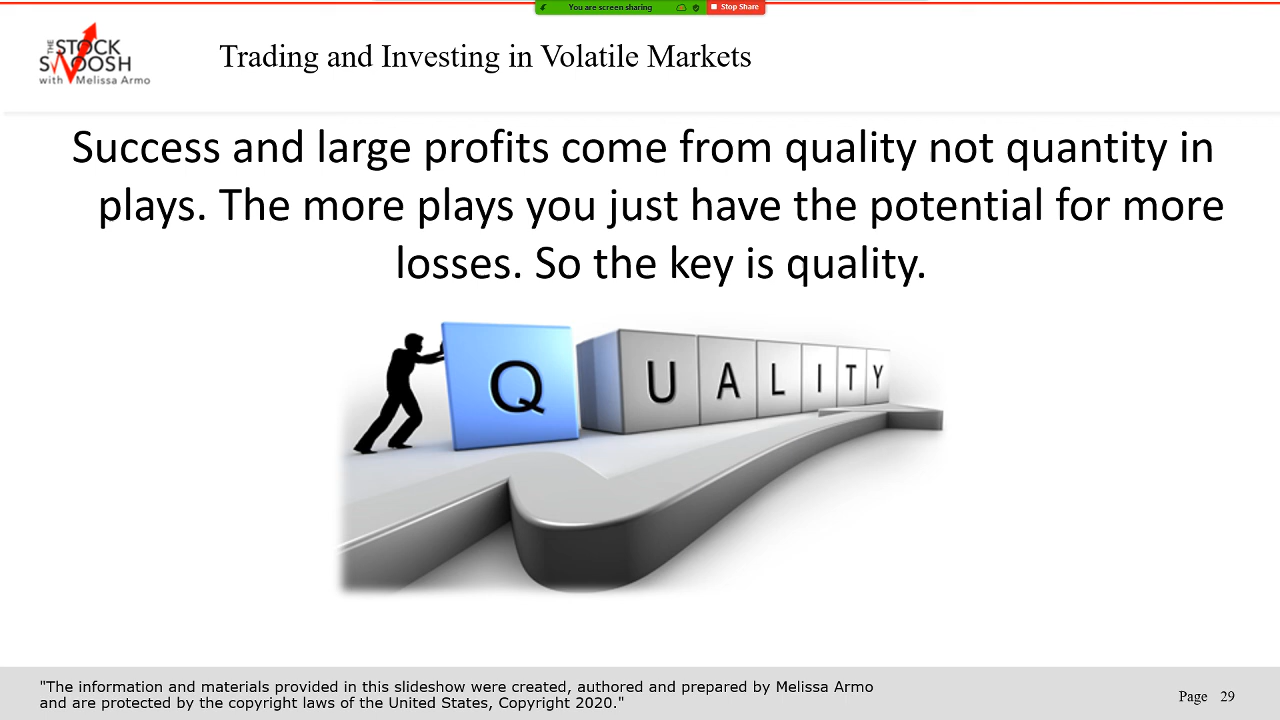 You are screen sharing
Stop Share
THE
STOCK
SWOOSH
with Melissa Armo
Trading and Investing in Volatile Markets
Success and large profits come from quality not quantity in
plays. The more plays you just have the potential for more
losses. So the key is quality.
Q U A L I T Y
"The information and materials provided in this slideshow were created, authored and prepared by Melissa Armo
and are protected by the copyright laws of the United States, Copyright 2020."
Page 29